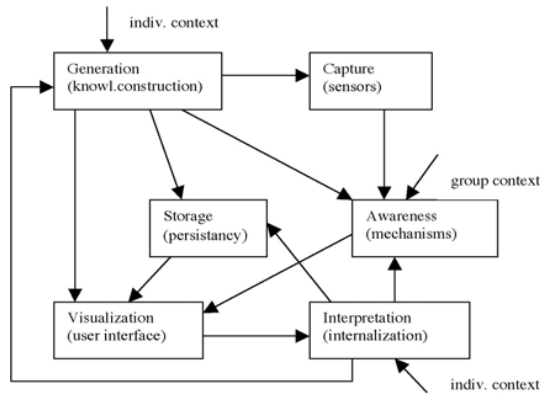 indiv. context
Generation
(knowl.construction)
Capture
(sensors)
group context
Storage
(persistancy)
Awareness
(mechanisms)
Visualization
(user interface)
Interpretation
(internalization)
indiv. context